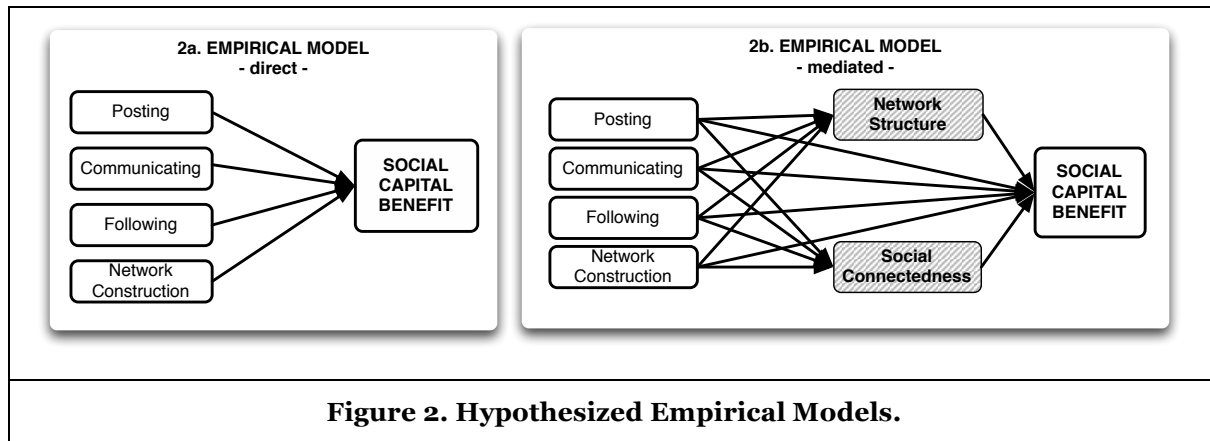 2a. EMPIRICAL MODEL
- direct -
Posting
Communicating
Following
Network
Construction
SOCIAL
CAPITAL
BENEFIT
2b. EMPIRICAL MODEL
- mediated -
Posting
Communicating
Following
Network
Construction
Network
Structure
Social
Connectedness
SOCIAL
CAPITAL
BENEFIT
Figure 2. Hypothesized Empirical Models.